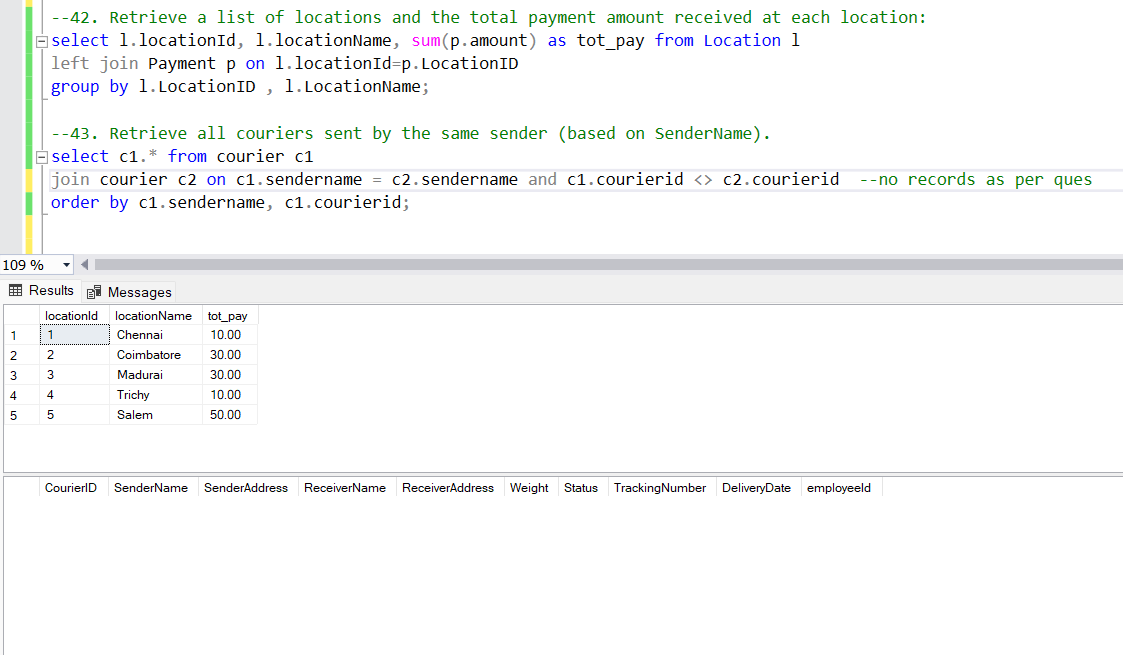 --42. Retrieve a list of locations and the total payment amount received at each location:
select l.locationId, l.locationName, sum(p.amount) as tot_pay from Location l
left join Payment p on l.locationId=p.LocationID
group by l.LocationID , l.LocationName;
--43. Retrieve all couriers sent by the same sender (based on SenderName).
select c1.* from courier c1
join courier c2 on c1.sendername = c2.sendername and c1.courierid <> c2.courierid  --no records as per ques
order by c1.sendername, c1.courierid;
109 %
Results Messages
locationId locationName tot_pay
1 1 Chennai 10.00
2 2 Coimbatore 30.00
3 3 Madurai 30.00
4 4 Trichy 10.00
5 5 Salem 50.00
CourierID SenderName SenderAddress ReceiverName ReceiverAddress Weight Status TrackingNumber DeliveryDate employeeId